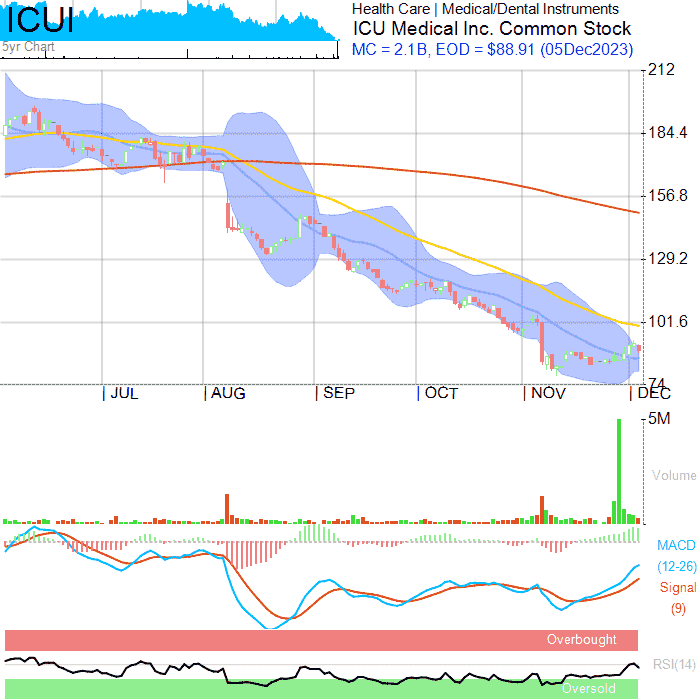 ICUI
5yr Chart
Health Care | Medical/Dental Instruments
ICU Medical Inc. Common Stock
MC = 2.1B, EOD = $88.91 (05Dec2023)
212
184.4
156.8
129.2
101.6
74
JUL
AUG
SEP
OCT
NOV
DEC
5M
Volume
MACD
(12-26)
Signal
(9)
Overbought
RSI(14)
Oversold